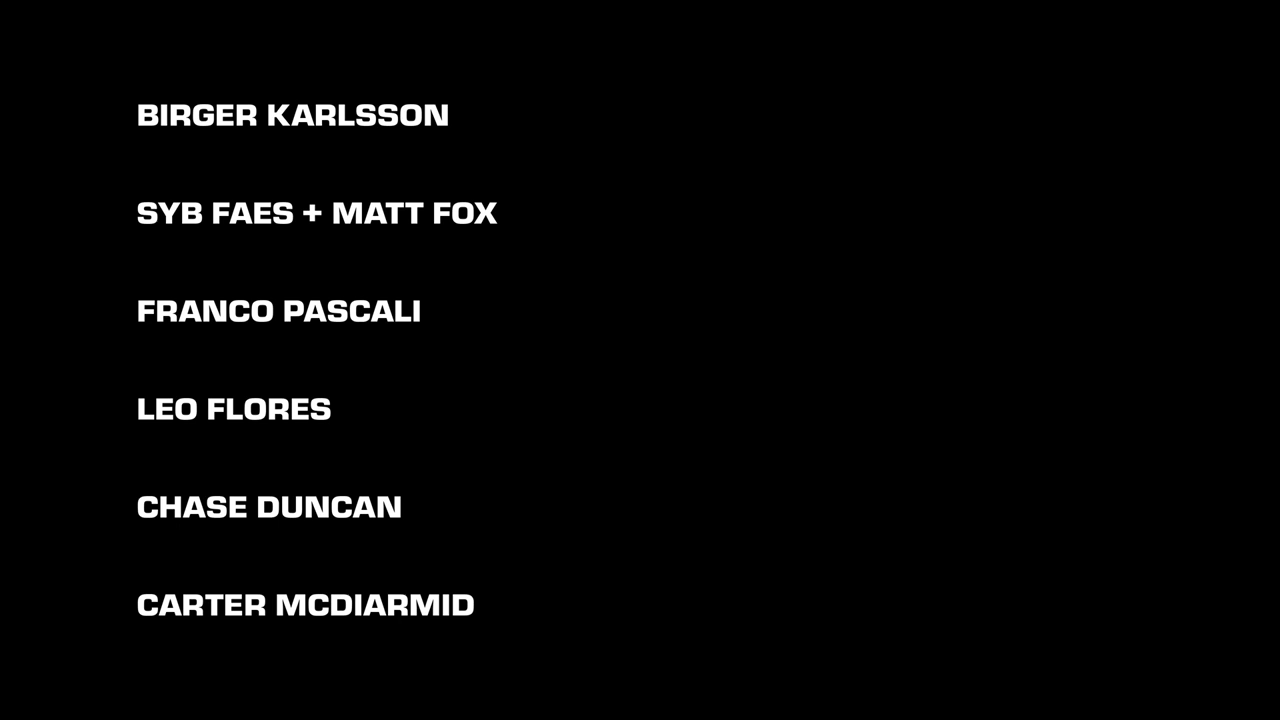 BIRGER KARLSSON
SYB FAES + MATT FOX
FRANCO PASCALI
LEO FLORES
CHASE DUNCAN
CARTER MCDIARMID